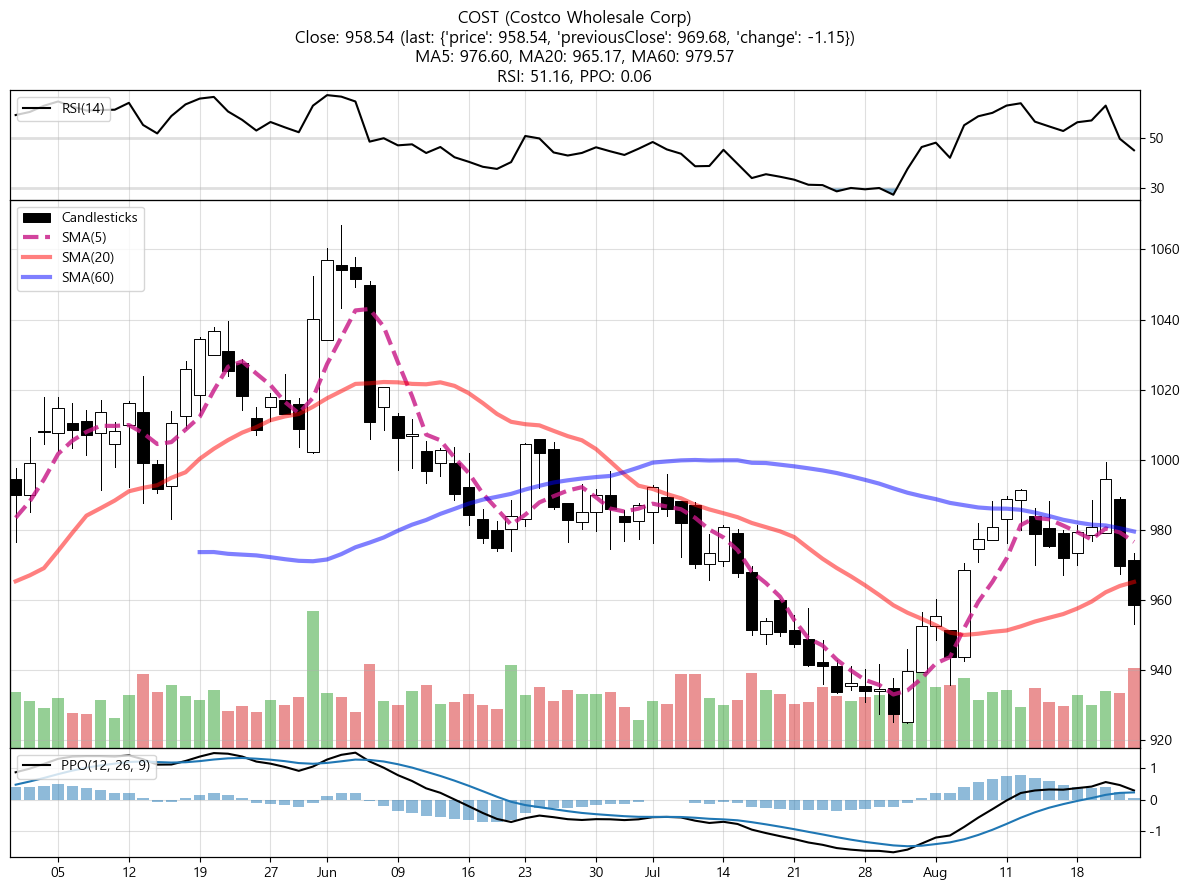 COST (Costco Wholesale Corp)
Close: 958.54 (last: {'price': 958.54, 'previousClose': 969.68, 'change': -1.15})
MA5: 976.60, MA20: 965.17, MA60: 979.57
RSI: 51.16, PPO: 0.06
RSI(14)
50
30
Candlesticks
SMA(5)
SMA(20)
SMA(60)
1060
1040
1020
1000
980
960
940
920
PPO(12, 26, 9)
1
0
-1
05 12 19 27 Jun 09 16 23 30 Jul 14 21 28 Aug 11 18